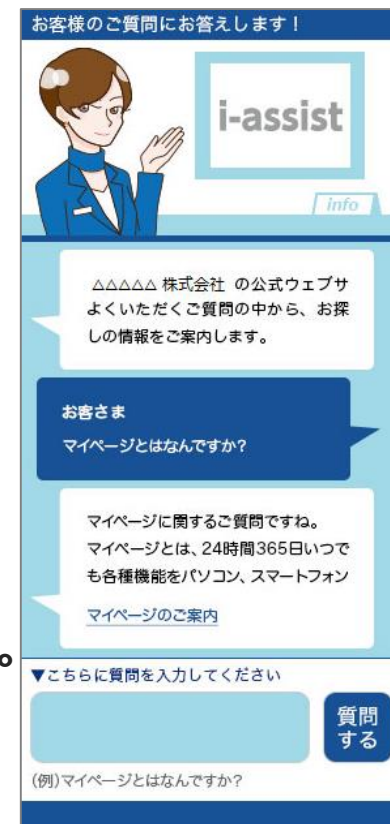 お客様のご質問にお答えします！
i-assist
info
△△△△△ 株式会社 の公式ウェブサ
よくいただくご質問の中から、お探
しの情報をご案内します。
お客さま
マイページとはなんですか?
マイページに関するご質問ですね。
マイページとは、24時間365日いつで
も各種機能をパソコン、スマートフォン
マイページのご案内
▼こちらに質問を入力してください
質問
する
(例)マイページとはなんですか?